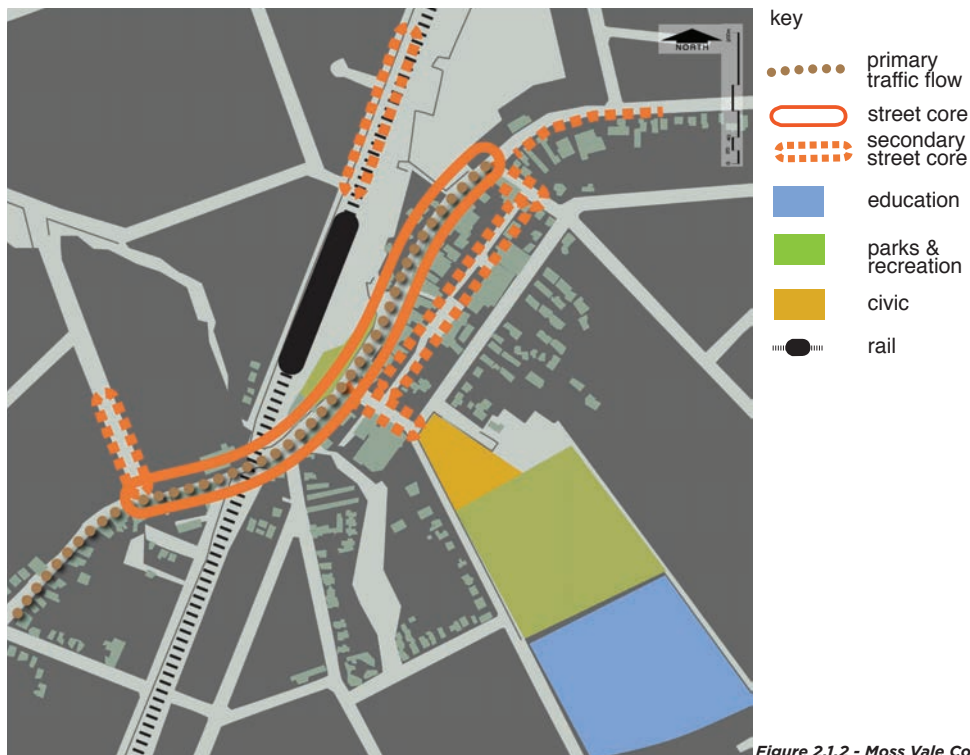 NORTH
key
primary
traffic flow
street core
secondary
street core
education
parks &
recreation
civic
rail
Figure 2.1.2 - Moss Vale Co